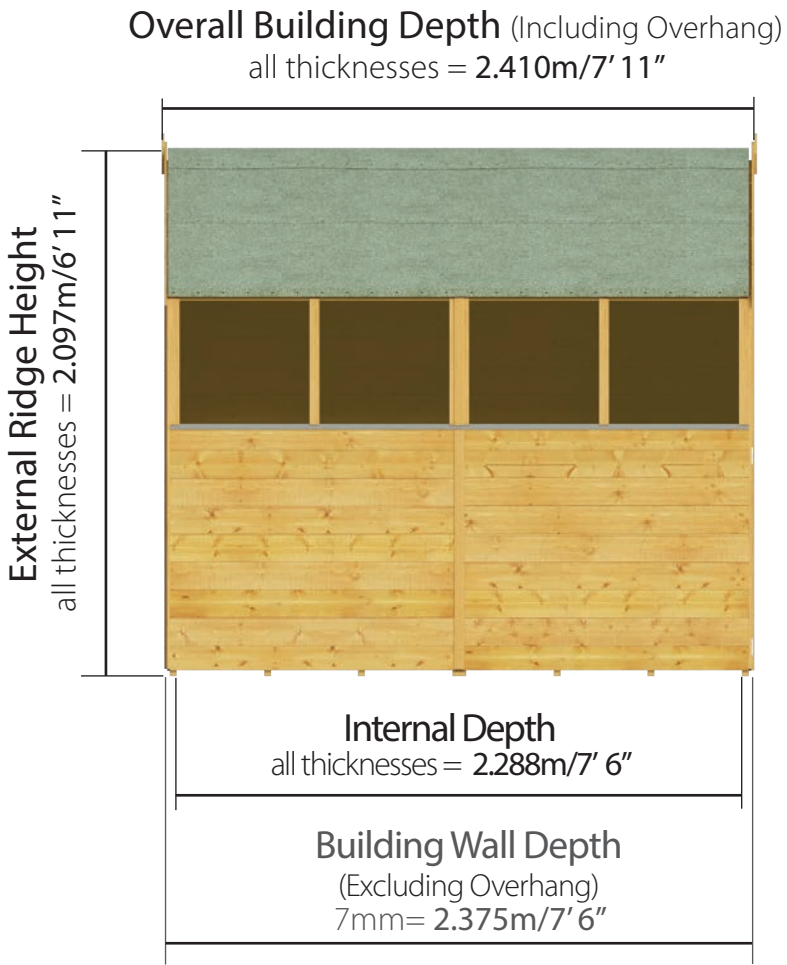 Overall Building Depth (Including Overhang)
all thicknesses = 2.410m/7’ 11”
External Ridge Height
all thicknesses = 2.097m/6’ 11”
Internal Depth
all thicknesses = 2.288m/7’ 6”
Building Wall Depth
(Excluding Overhang)
7mm= 2.375m/7’ 6”